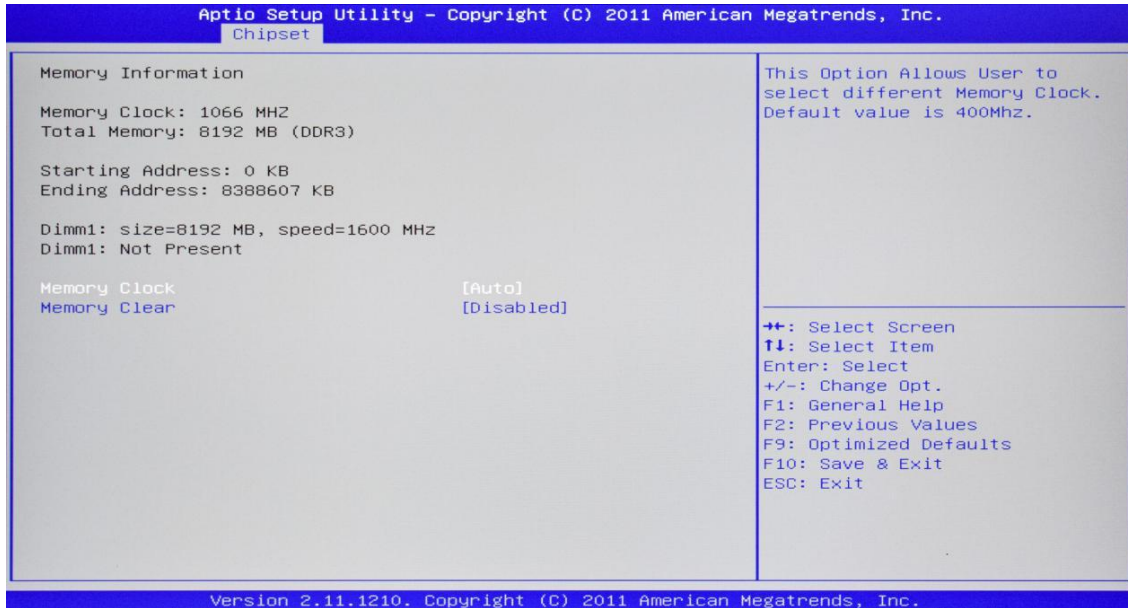 Aptio Setup Utility – Copyright (C) 2011 American Megatrends, Inc.
Chipset
Memory Information
Memory Clock: 1066 MHZ
Total Memory: 8192 MB (DDR3)
Starting Address: 0 KB
Ending Address: 8388607 KB
Dimm1: size=8192 MB, speed=1600 MHz
Dimm1: Not Present
Memory Clock [Auto]
Memory Clear [Disabled]
This Option Allows User to
select different Memory Clock.
Default value is 400Mhz.
→←: Select Screen
↑↓: Select Item
Enter: Select
+/-: Change Opt.
F1: General Help
F2: Previous Values
F9: Optimized Defaults
F10: Save & Exit
ESC: Exit
Version 2.11.1210. Copyright (C) 2011 American Megatrends, Inc.